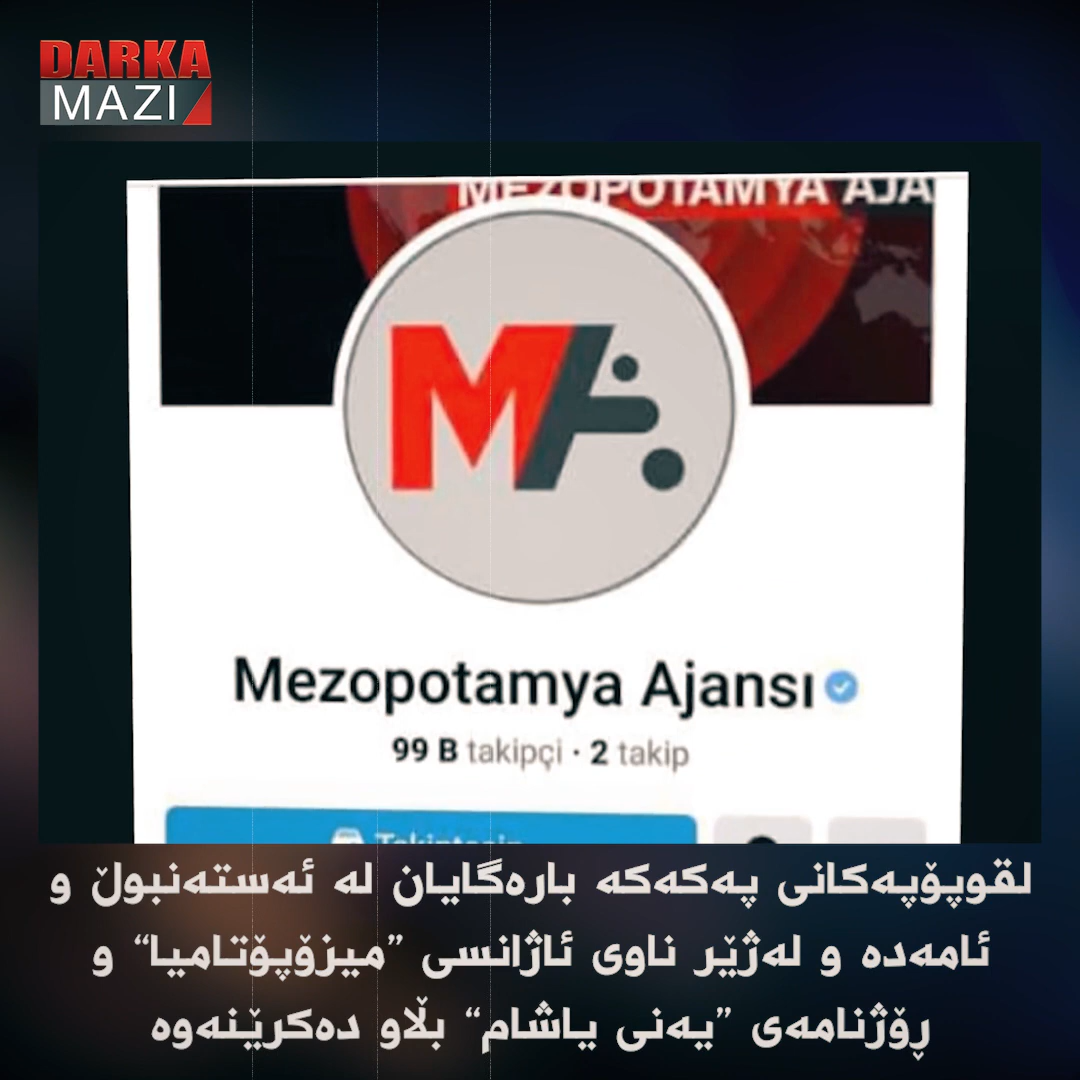 DARKA
MAZI
MEZOPOTAMYA AJA
MA
Mezopotamya Ajansı
99 B takipçi · 2 takip
لقوپۆپەکانی پەکەکە بارەگایان لە ئەستەنبوڵ و
ئامەدە و لەژێر ناوی ئاژانسی ”میزۆپۆتامیا“ و
ڕۆژنامەی ”یەنی یاشام“ بڵاو دەکرێنەوە